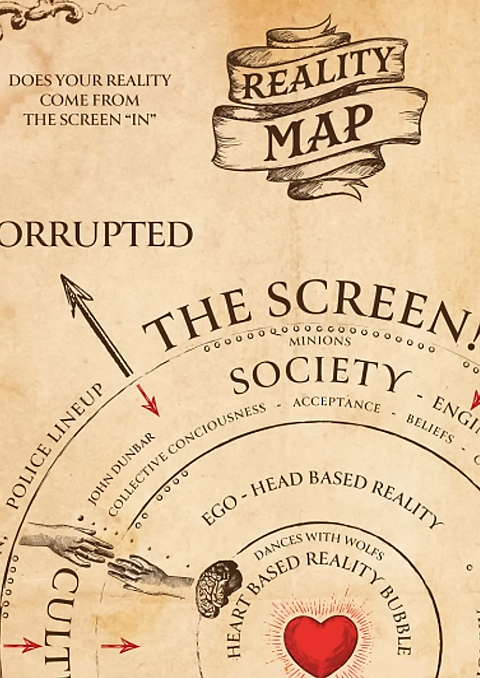 REALITY
MAP
DOES YOUR REALITY
COME FROM
THE SCREEN “IN”
ORRUPTED
THE SCREEN!
MINIONS
SOCIETY - ENGI
COLLECTIVE CONCIOUSNESS - ACCEPTANCE - BELIEFS -
POLICE LINEUP
JOHN DUNBAR
EGO - HEAD BASED REALITY
DANCES WITH WOLFS
HEART BASED REALITY BUBBLE
CULT